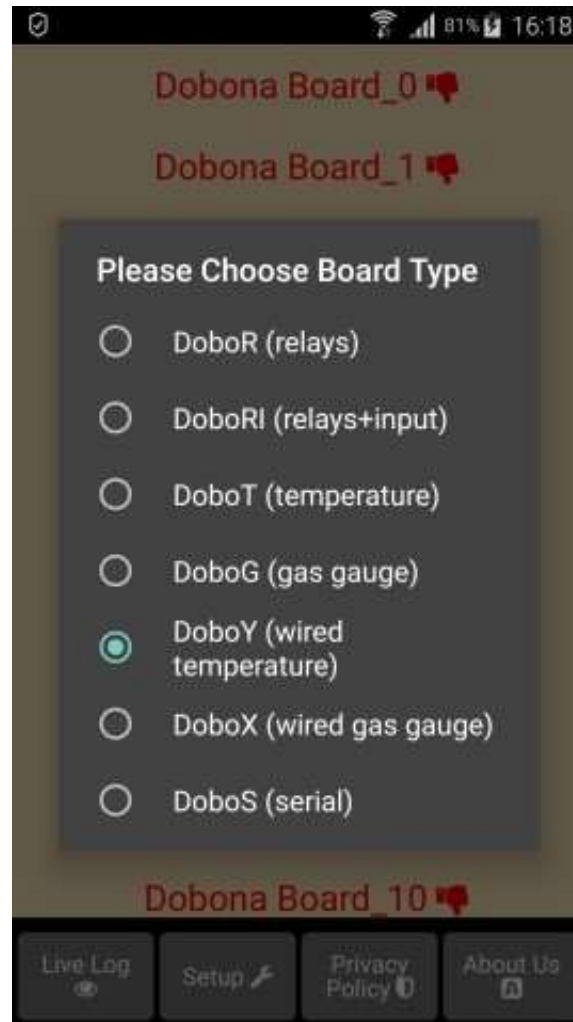 81% 16:18
Dobona Board_0
Dobona Board_1
Please Choose Board Type
DoboR (relays)
DoboRI (relays+input)
DoboT (temperature)
DoboG (gas gauge)
DoboY (wired
temperature)
DoboX (wired gas gauge)
DoboS (serial)
Dobona Board_10
Live Log
Setup
Privacy
Policy
About Us